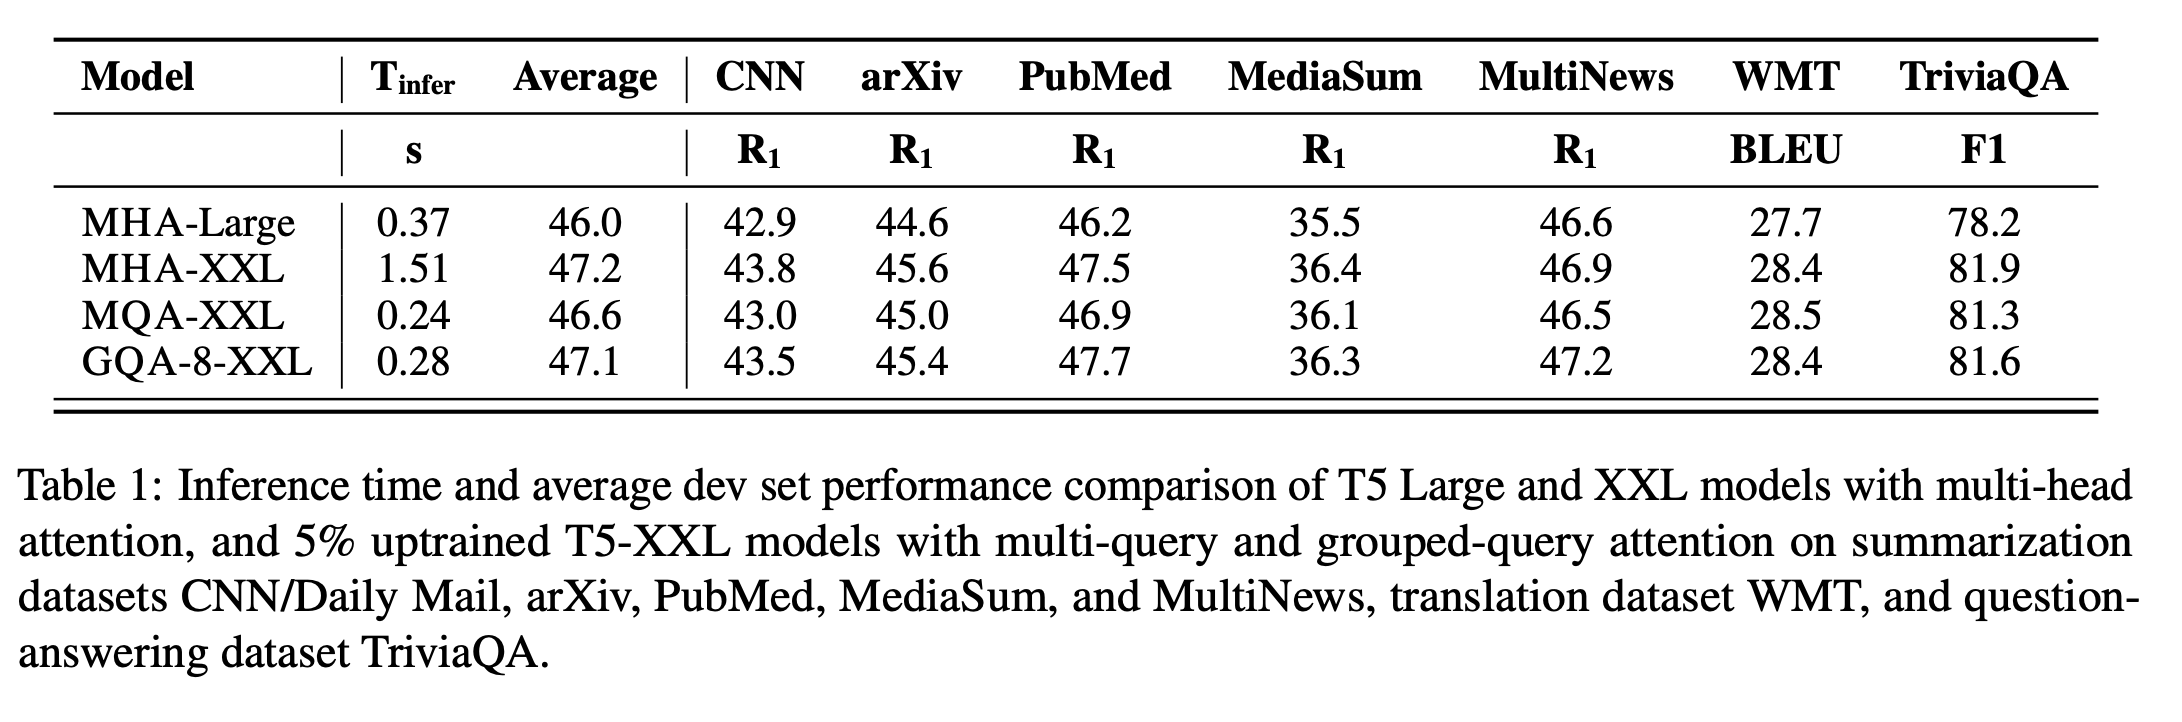 Model T_infer Average CNN arXiv PubMed MediaSum MultiNews WMT TriviaQA
s R₁ R₁ R₁ R₁ R₁ BLEU F1
MHA-Large 0.37 46.0 42.9 44.6 46.2 35.5 46.6 27.7 78.2
MHA-XXL 1.51 47.2 43.8 45.6 47.5 36.4 46.9 28.4 81.9
MQA-XXL 0.24 46.6 43.0 45.0 46.9 36.1 46.5 28.5 81.3
GQA-8-XXL 0.28 47.1 43.5 45.4 47.7 36.3 47.2 28.4 81.6
Table 1: Inference time and average dev set performance comparison of T5 Large and XXL models with multi-head
attention, and 5% uptrained T5-XXL models with multi-query and grouped-query attention on summarization
datasets CNN/Daily Mail, arXiv, PubMed, MediaSum, and MultiNews, translation dataset WMT, and question-
answering dataset TriviaQA.